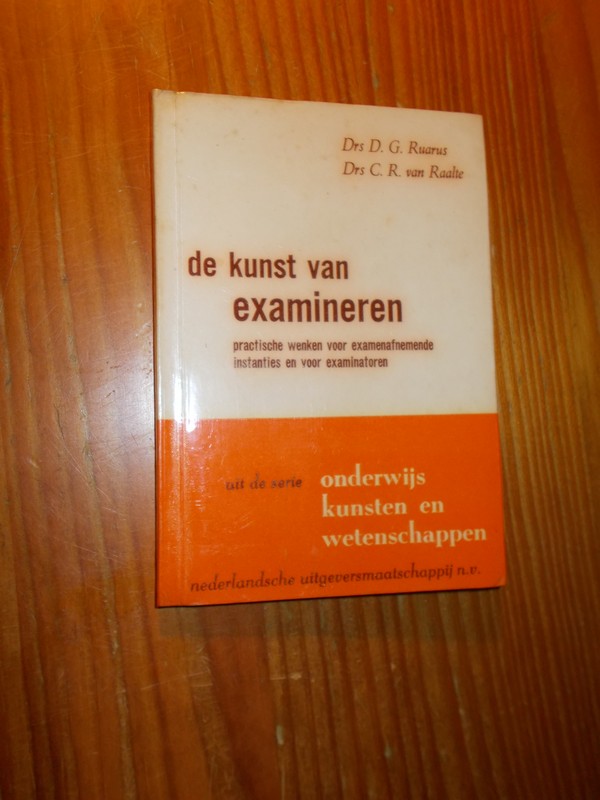 Drs D. G. Ruarus
Drs C. R. van Raalte
de kunst van
examineren
practische wenken voor examenafnemende
instanties en voor examinatoren
uit de serie
onderwijs
kunsten en
wetenschappen
nederlandsche uitgeversmaatschappij n.v.